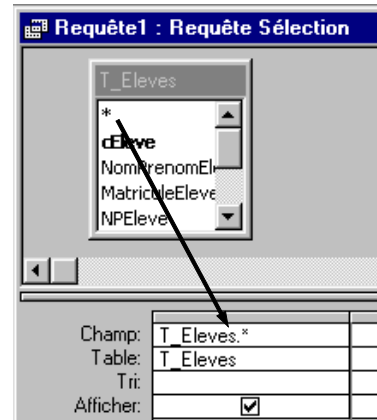 Requête1 : Requête Sélection
T_Eleves
*
cEleve
NomPrenomEl
MatriculeEleve
NPEleve
Champ: T_Eleves.*
Table: T_Eleves
Tri:
Afficher: